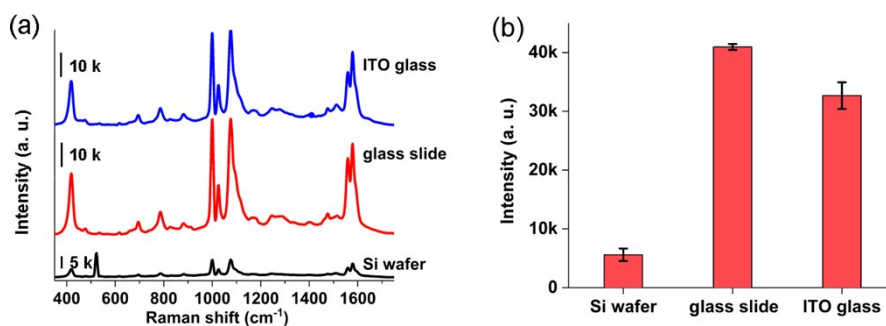 (a)
Intensity (a. u.)
10 k
ITO glass
10 k
glass slide
5 k
Si wafer
400 600 800 1000 1200 1400 1600
Raman shift (cm⁻¹)
(b)
Intensity (a. u.)
40k
30k
20k
10k
0
Si wafer glass slide ITO glass